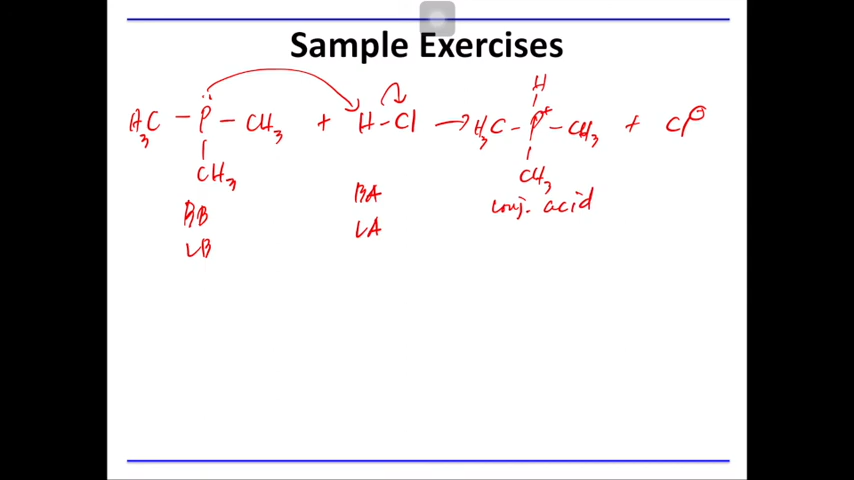 Sample Exercises
H
H3C - P̈ - CH3 + H - Cl → H3C - P+ - CH3 + Cl⊖
CH3 CH3
BB BA conj. acid
LB LA